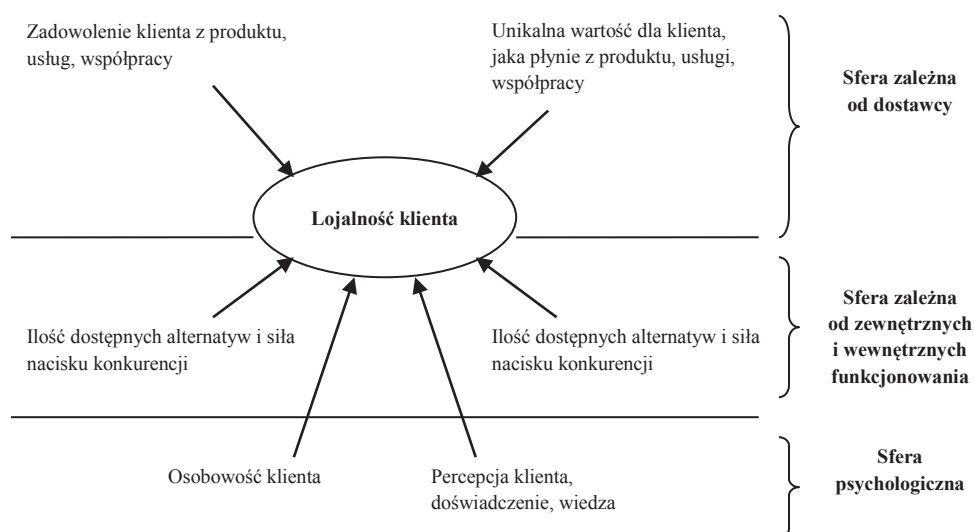 Zadowolenie klienta z produktu,
usług, współpracy
Unikalna wartość dla klienta,
jaka płynie z produktu, usługi,
współpracy
Sfera zależna
od dostawcy
Lojalność klienta
Ilość dostępnych alternatyw i siła
nacisku konkurencji
Ilość dostępnych alternatyw i siła
nacisku konkurencji
Sfera zależna
od zewnętrznych
i wewnętrznych
funkcjonowania
Osobowość klienta
Percepcja klienta,
doświadczenie, wiedza
Sfera
psychologiczna